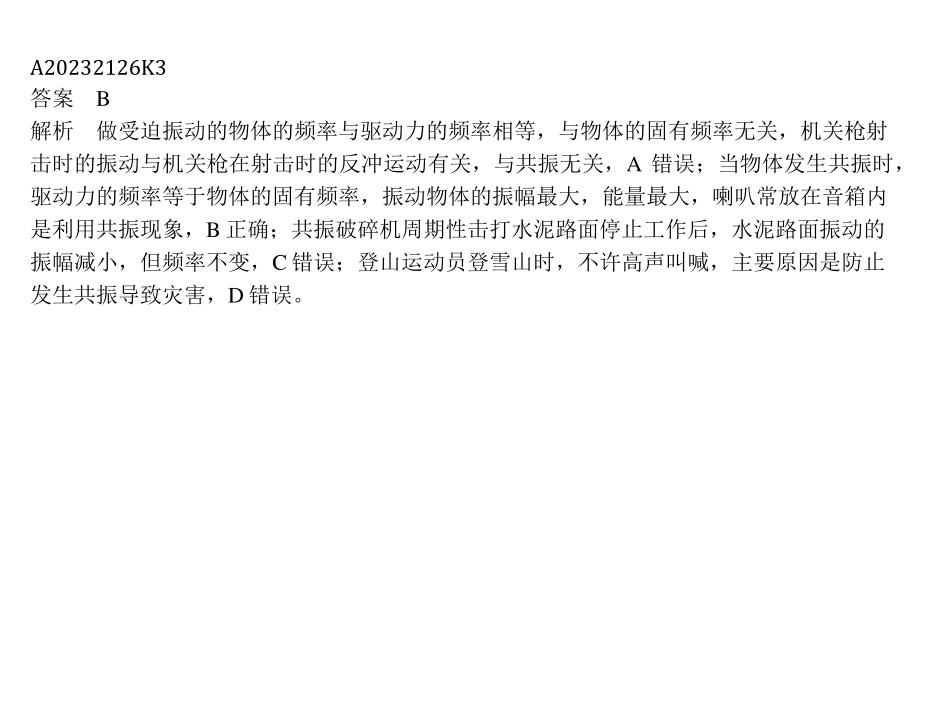 A20232126K3
答案　B
解析　做受迫振动的物体的频率与驱动力的频率相等，与物体的固有频率无关，机关枪射
击时的振动与机关枪在射击时的反冲运动有关，与共振无关，A 错误；当物体发生共振时，
驱动力的频率等于物体的固有频率，振动物体的振幅最大，能量最大，喇叭常放在音箱内
是利用共振现象，B 正确；共振破碎机周期性击打水泥路面停止工作后，水泥路面振动的
振幅减小，但频率不变，C 错误；登山运动员登雪山时，不许高声叫喊，主要原因是防止
发生共振导致灾害，D 错误。